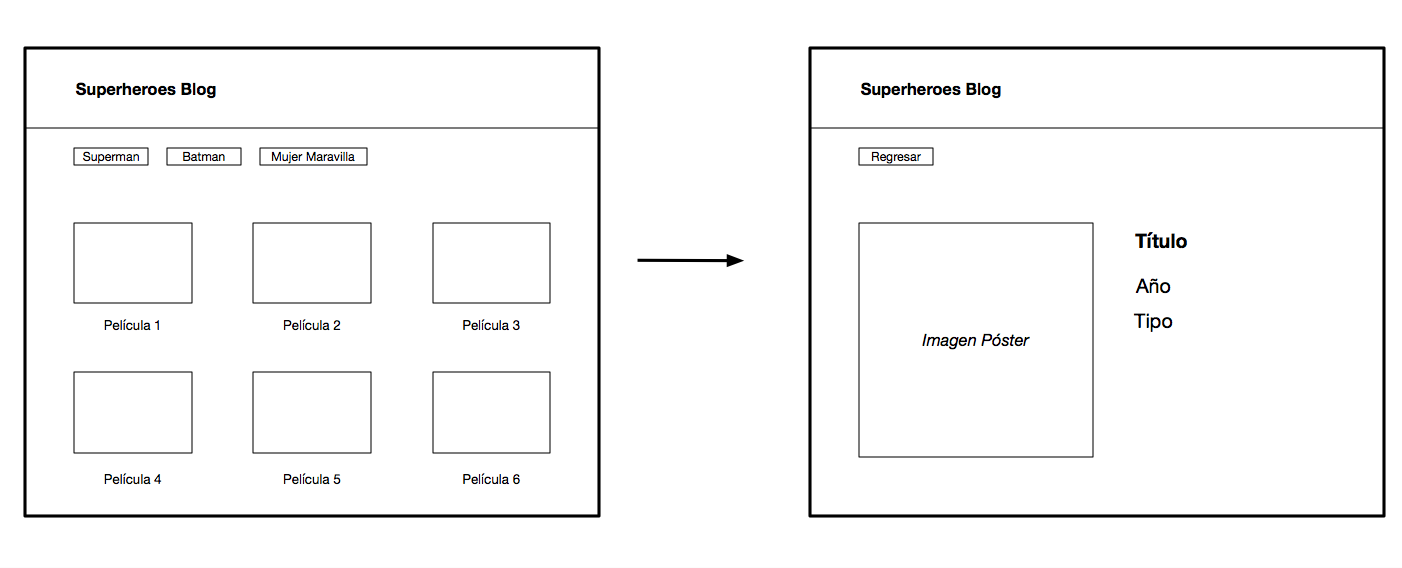 Superheroes Blog
Superman Batman Mujer Maravilla
Película 1 Película 2 Película 3
Película 4 Película 5 Película 6
Superheroes Blog
Regresar
Imagen Póster
Título
Año
Tipo